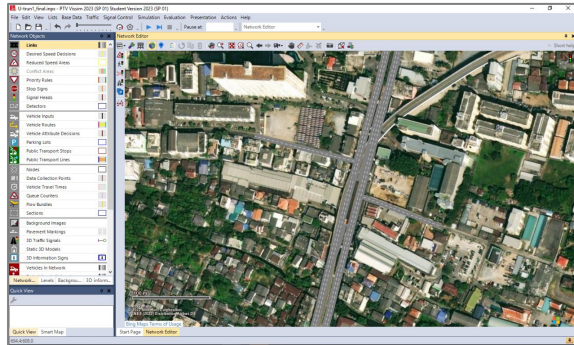 U-trun1_final.inpx - PTV Vissim 2023 (SP 01) Student Version 2023 (SP 01)
File Edit View Lists Base Data Traffic Signal Control Simulation Evaluation Presentation Actions Help
Pause at: Network Editor
Network Objects
Network Editor
Links
Desired Speed Decisions
Reduced Speed Areas
Conflict Areas
Priority Rules
Stop Signs
Signal Heads
Detectors
Vehicle Inputs
Vehicle Routes
Vehicle Attribute Decisions
Parking Lots
Public Transport Stops
Public Transport Lines
Nodes
Data Collection Points
Vehicle Travel Times
Queue Counters
Flow Bundles
Sections
Background Images
Pavement Markings
3D Traffic Signals
Static 3D Models
3D Information Signs
Vehicles In Network
Network... Levels Backgrou... 3D inform...
Quick View
Bing Maps Terms of Usage
Quick View Smart Map
Start Page Network Editor